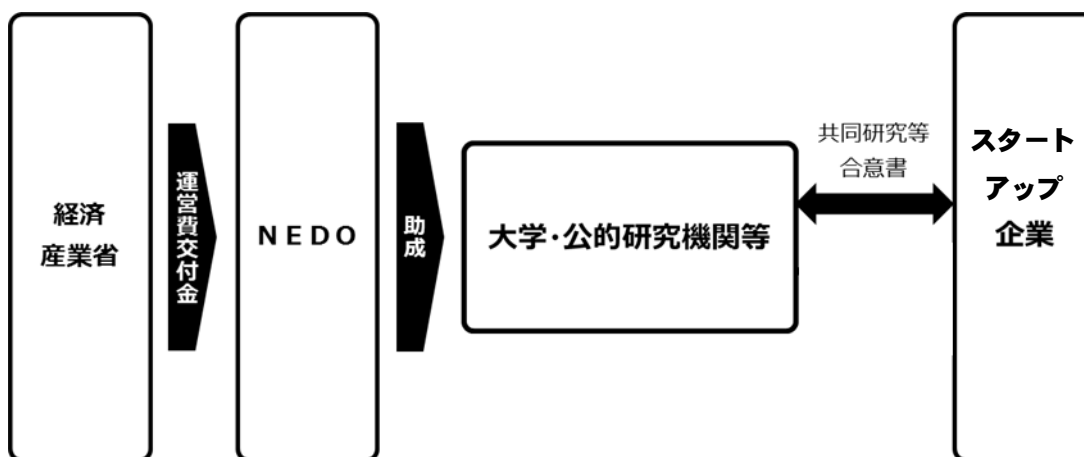 経済
産業省
運営費交付金
NEDO
助成
大学･公的研究機関等
共同研究等
合意書
スタート
アップ
企業